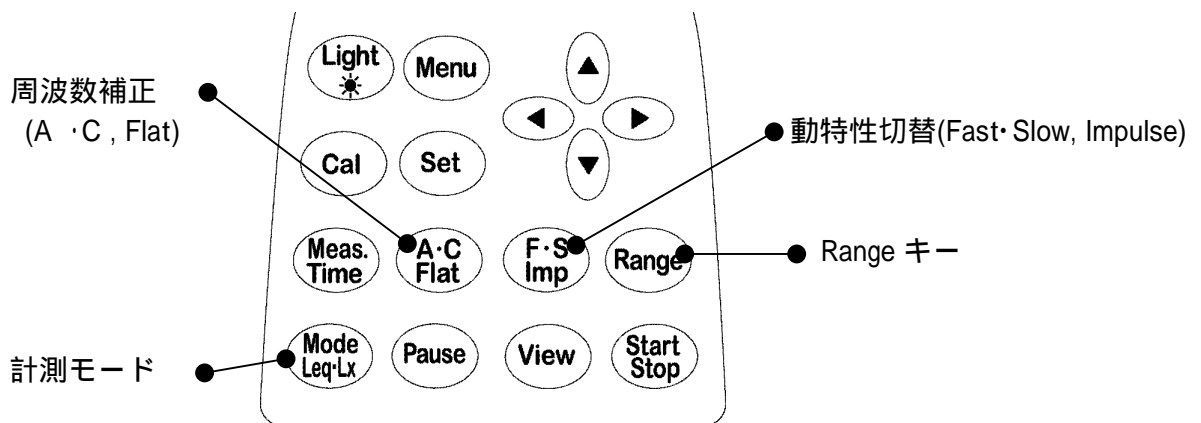 Light
Menu
周波数補正
(A ・C , Flat)
動特性切替(Fast・Slow, Impulse)
Cal
Set
Meas.
Time
A・C
Flat
F・S
Imp
Range
Range キー
Mode
Leq・Lx
Pause
View
Start
Stop
計測モード